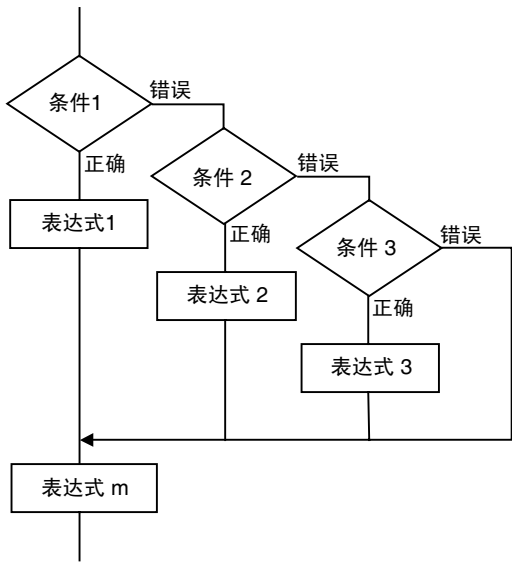 条件1
错误
正确
条件 2
错误
表达式1
正确
条件 3
错误
表达式 2
正确
表达式 3
表达式 m